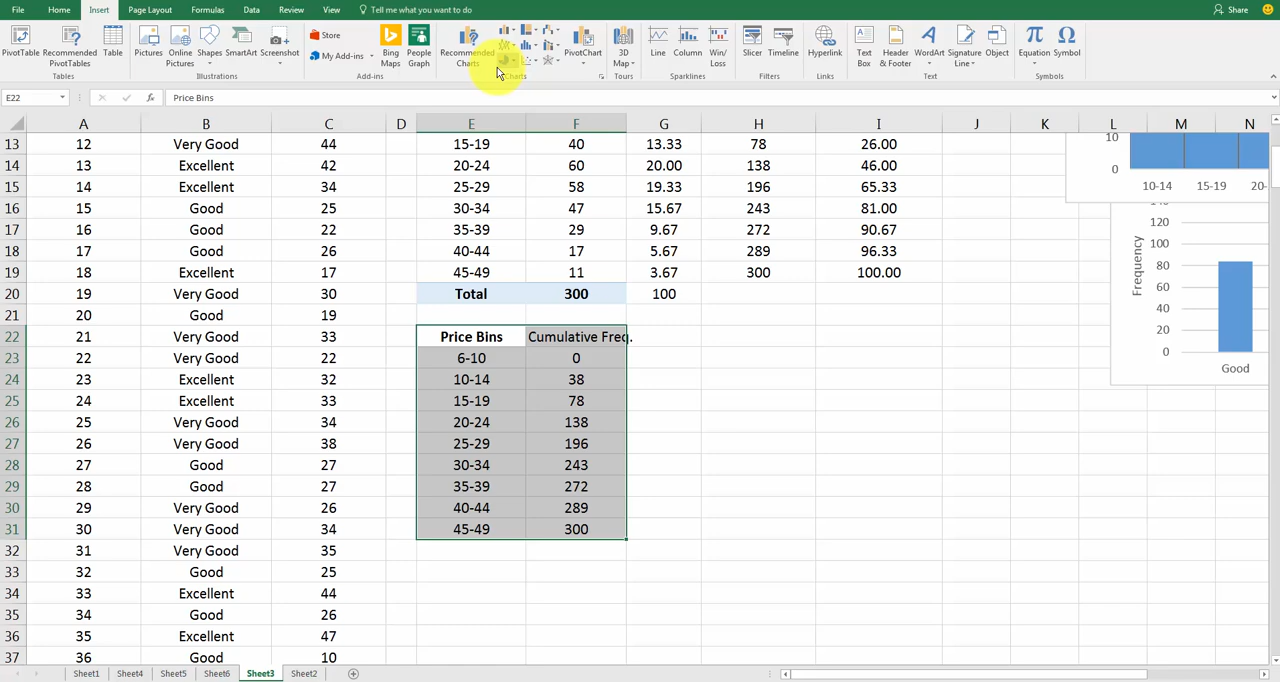 File Home Insert Page Layout Formulas Data Review View Tell me what you want to do Share
PivotTable Recommended PivotTables Table Pictures Online Pictures Shapes SmartArt Screenshot Store My Add-ins Bing Maps People Graph Recommended Charts PivotChart 3D Map Line Column Win/ Loss Slicer Timeline Hyperlink Text Box Header & Footer WordArt Signature Line Object Equation Symbol
Tables Illustrations Add-ins Charts Tours Sparklines Filters Links Text Symbols
E22 fx Price Bins
A B C D E F G H I J K L M N
13 12 Very Good 44 15-19 40 13.33 78 26.00 10
14 13 Excellent 42 20-24 60 20.00 138 46.00 0
15 14 Excellent 34 25-29 58 19.33 196 65.33 10-14 15-19 20-
16 15 Good 25 30-34 47 15.67 243 81.00
17 16 Good 22 35-39 29 9.67 272 90.67 120
18 17 Good 26 40-44 17 5.67 289 96.33 100
19 18 Excellent 17 45-49 11 3.67 300 100.00 80
20 19 Very Good 30 Total 300 100 60
Frequency
21 20 Good 19 40
22 21 Very Good 33 Price Bins Cumulative Freq. 20
23 22 Very Good 22 6-10 0 0
Good
24 23 Excellent 32 10-14 38
25 24 Excellent 33 15-19 78
26 25 Very Good 34 20-24 138
27 26 Very Good 38 25-29 196
28 27 Good 27 30-34 243
29 28 Good 27 35-39 272
30 29 Very Good 26 40-44 289
31 30 Very Good 34 45-49 300
32 31 Very Good 35
33 32 Good 25
34 33 Excellent 44
35 34 Good 26
36 35 Excellent 47
37 36 Good 10
Sheet1 Sheet4 Sheet5 Sheet6 Sheet3 Sheet2